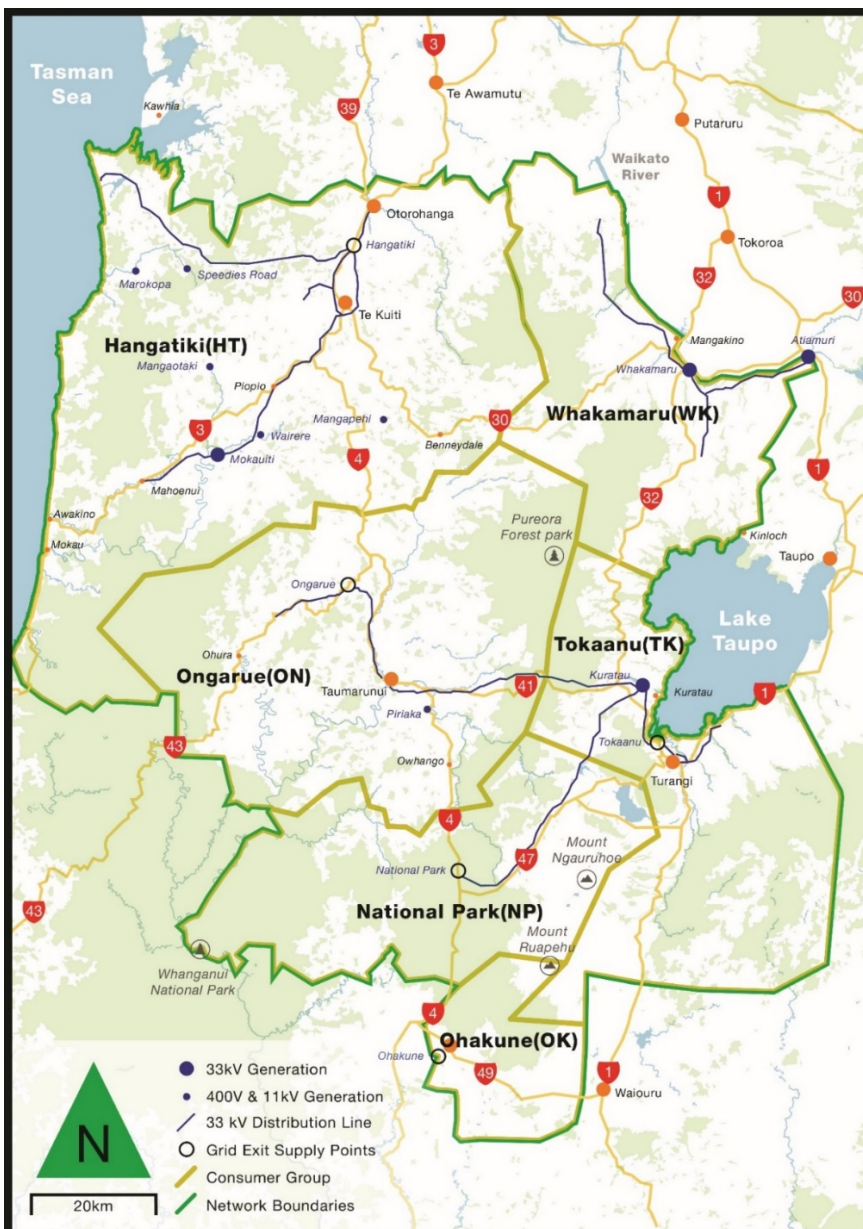 Tasman
Sea
Kawhia
3
39
Te Awamutu
Putaruru
Waikato
River
1
Otorohanga
Tokoroa
Hangatiki
Marokopa
Speedies Road
32
30
Te Kuiti
Hangatiki(HT)
Mangakino
Atiamuri
Mangaotaki
Whakamaru
Piopio
Whakamaru(WK)
3
Wairere
Mangapehi
30
Mokauiti
4
Benneydale
1
Mahoenui
32
Awakino
Mokau
Pureora
Forest park
Kinloch
Taupo
Ongarue
Lake
Taupo
Ohura
Tokaanu(TK)
Ongarue(ON)
Taumarunui
41
Kuratau
Kuratau
1
Piriaka
43
Tokaanu
Owhango
Turangi
4
Mount
Ngauruhoe
47
National Park
43
National Park(NP)
Mount
Ruapehu
Whanganui
National Park
4
Ohakune(OK)
Ohakune
49
1
Waiouru
N
20km
33kV Generation
400V & 11kV Generation
33 kV Distribution Line
Grid Exit Supply Points
Consumer Group
Network Boundaries